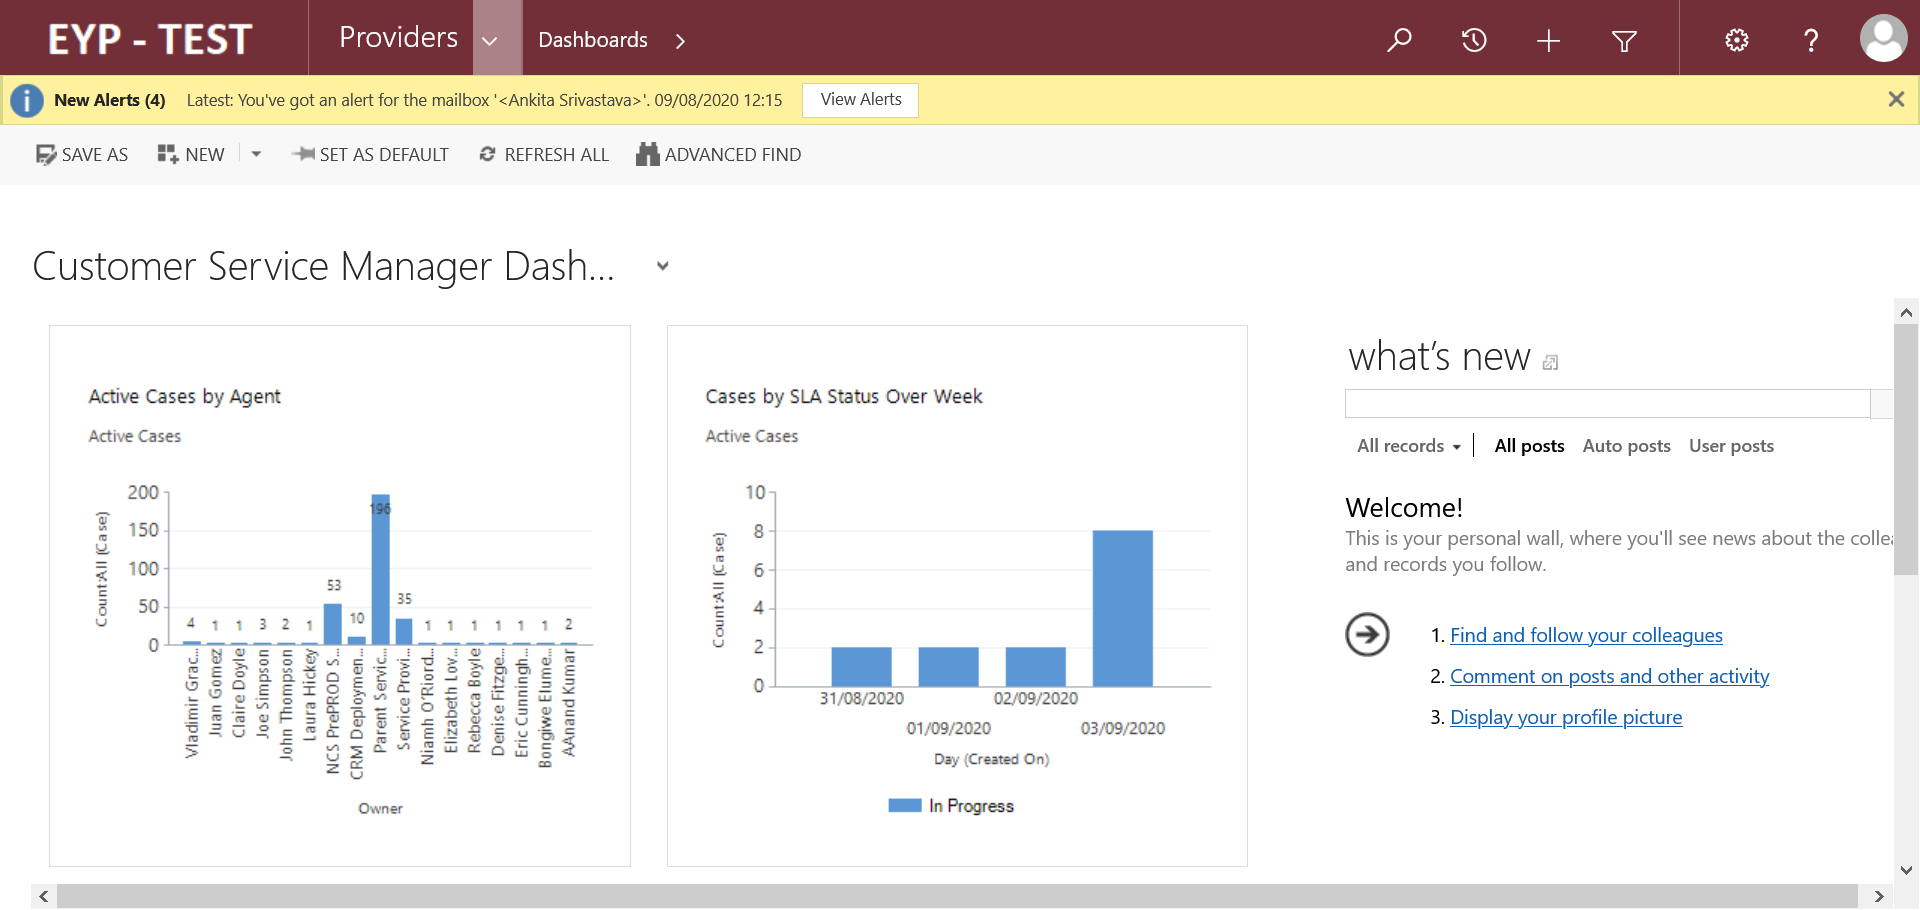 EYP - TEST
Providers
Dashboards
?
i
New Alerts (4)
Latest: You've got an alert for the mailbox '<Ankita Srivastava>'. 09/08/2020 12:15
View Alerts
SAVE AS
NEW
SET AS DEFAULT
REFRESH ALL
ADVANCED FIND
Customer Service Manager Dash...
Active Cases by Agent
Active Cases
Count:All (Case)
200
150
100
50
0
4
1
1
3
2
1
53
10
196
35
1
1
1
1
1
1
2
Vladimir Grac...
Juan Gomez
Claire Doyle
Joe Simpson
John Thompson
Laura Hickey
NCS PrePROD S...
CRM Deploymen...
Parent Servic...
Service Provi...
Niamh O'Riord...
Elizabeth Lov...
Rebecca Boyle
Denise Fitzge...
Eric Cunningh...
Bongiwe Elume...
AAnand Kumar
Owner
Cases by SLA Status Over Week
Active Cases
Count:All (Case)
10
8
6
4
2
0
31/08/2020
01/09/2020
02/09/2020
03/09/2020
Day (Created On)
In Progress
what's new
All records
All posts
Auto posts
User posts
Welcome!
This is your personal wall, where you'll see news about the collea
and records you follow.
1. Find and follow your colleagues
2. Comment on posts and other activity
3. Display your profile picture